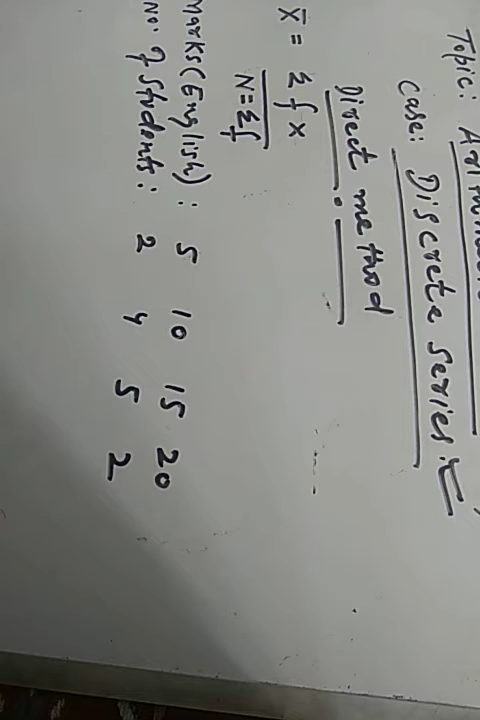 Topic:
Case: Discrete series:
Direct method:
X̄ = Σfx
N=Σf
Marks(English): 5 10 15 20
No: of students: 2 4 5 2